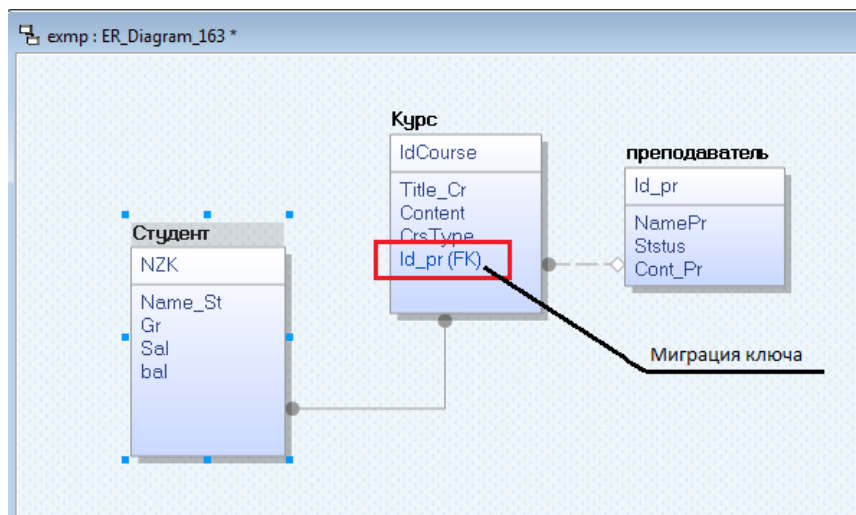 exmp : ER_Diagram_163 *
Курс
IdCourse
Title_Cr
Content
CrsType
Id_pr (FK)
преподаватель
Id_pr
NamePr
Ststus
Cont_Pr
Студент
NZK
Name_St
Gr
Sal
bal
Миграция ключа